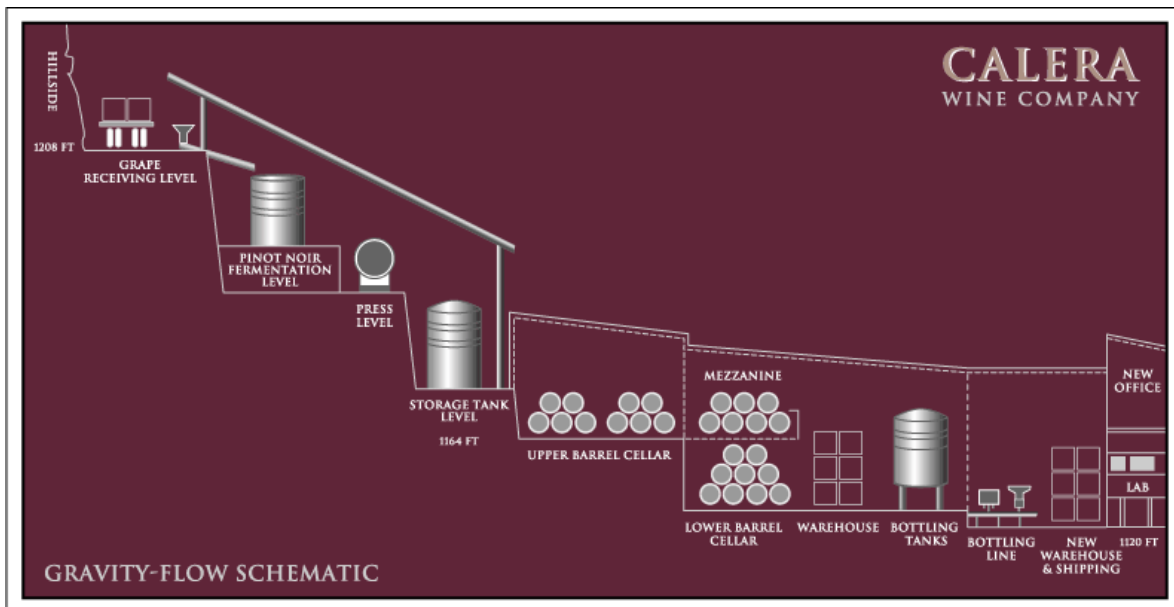 CALERA
WINE COMPANY
HILLSIDE
1208 FT
GRAPE
RECEIVING LEVEL
PINOT NOIR
FERMENTATION
LEVEL
PRESS
LEVEL
STORAGE TANK
LEVEL
1164 FT
UPPER BARREL CELLAR
MEZZANINE
LOWER BARREL
CELLAR
WAREHOUSE
BOTTLING
TANKS
BOTTLING
LINE
NEW
WAREHOUSE
& SHIPPING
NEW
OFFICE
LAB
1120 FT
GRAVITY-FLOW SCHEMATIC